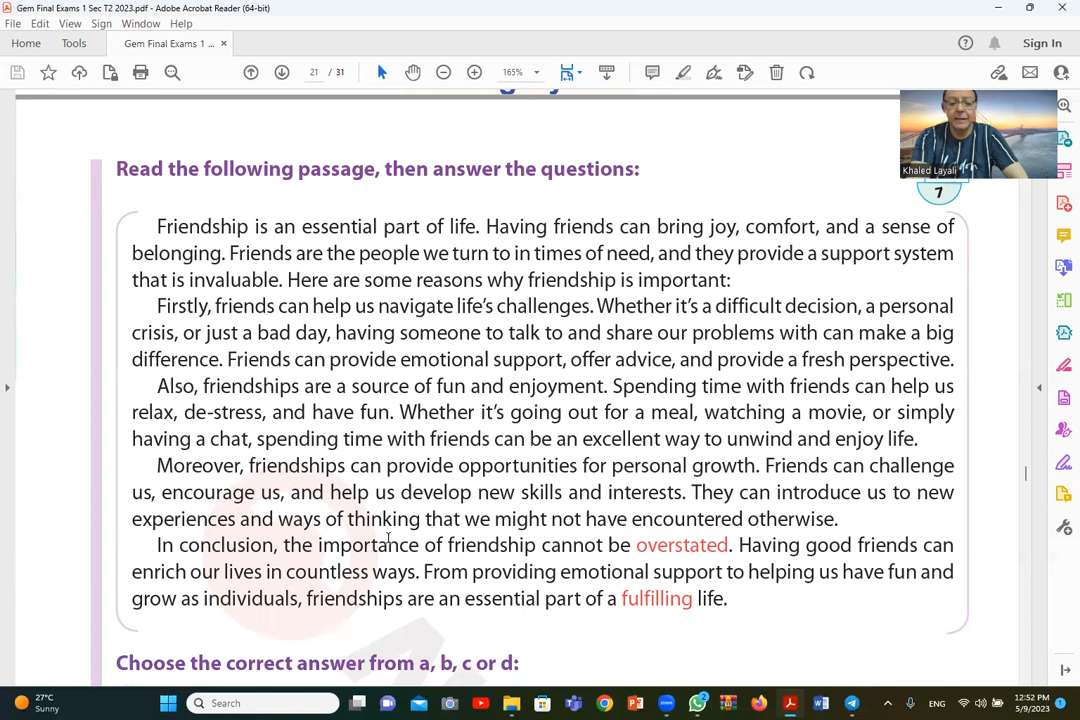 Gem Final Exams 1 Sec T2 2023.pdf - Adobe Acrobat Reader (64-bit)
File Edit View Sign Window Help
Home Tools Gem Final Exams 1 ... × Sign In
21 / 31 165%
Khaled Layali
Read the following passage, then answer the questions:
7
Friendship is an essential part of life. Having friends can bring joy, comfort, and a sense of
belonging. Friends are the people we turn to in times of need, and they provide a support system
that is invaluable. Here are some reasons why friendship is important:
Firstly, friends can help us navigate life's challenges. Whether it's a difficult decision, a personal
crisis, or just a bad day, having someone to talk to and share our problems with can make a big
difference. Friends can provide emotional support, offer advice, and provide a fresh perspective.
Also, friendships are a source of fun and enjoyment. Spending time with friends can help us
relax, de-stress, and have fun. Whether it's going out for a meal, watching a movie, or simply
having a chat, spending time with friends can be an excellent way to unwind and enjoy life.
Moreover, friendships can provide opportunities for personal growth. Friends can challenge
us, encourage us, and help us develop new skills and interests. They can introduce us to new
experiences and ways of thinking that we might not have encountered otherwise.
In conclusion, the importance of friendship cannot be overstated. Having good friends can
enrich our lives in countless ways. From providing emotional support to helping us have fun and
grow as individuals, friendships are an essential part of a fulfilling life.
Choose the correct answer from a, b, c or d:
27°C
Sunny
Search
2
ENG
12:52 PM
5/9/2023